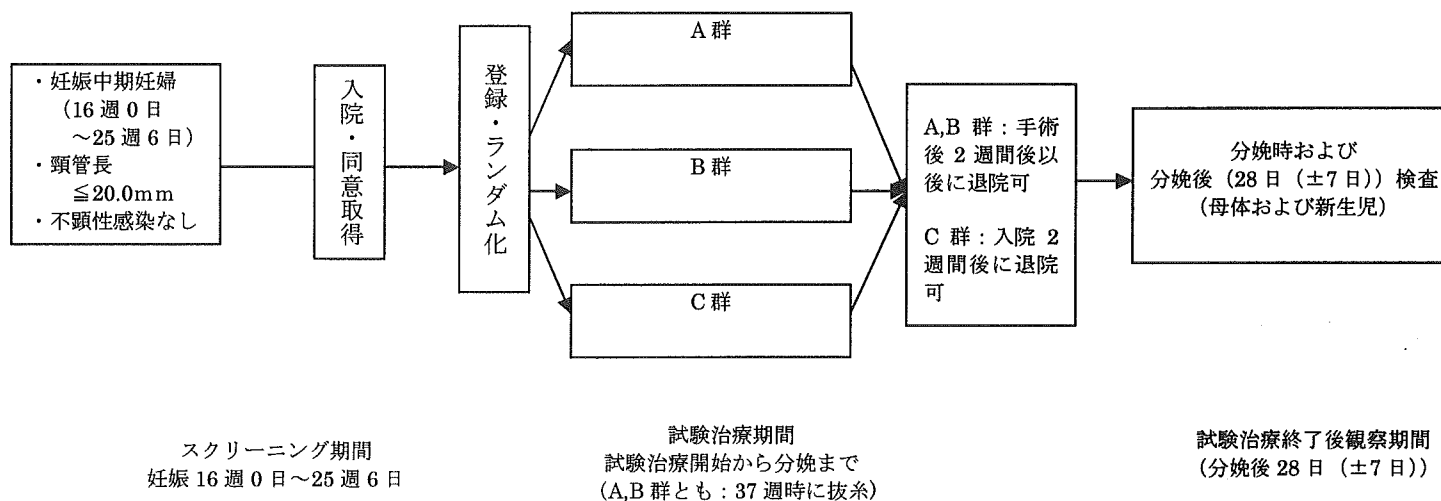 ・妊娠中期妊婦
(16 週 0 日
～25 週 6 日)
・頸管長
≦20.0mm
・不顕性感染なし
入院・同意取得
登録・ランダム化
A 群
B 群
C 群
A,B 群：手術
後 2 週間後以
後に退院可
C 群：入院 2
週間後に退院
可
分娩時および
分娩後（28 日（±7 日））検査
(母体および新生児)
スクリーニング期間
妊娠 16 週 0 日～25 週 6 日
試験治療期間
試験治療開始から分娩まで
(A,B 群とも：37 週時に抜糸)
試験治療終了後観察期間
(分娩後 28 日（±7 日）)